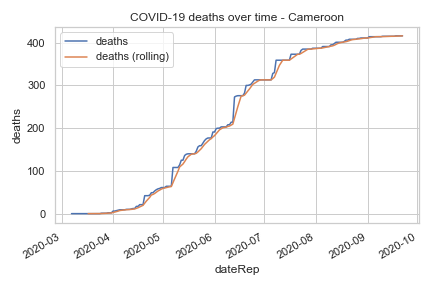 COVID-19 deaths over time - Cameroon
deaths
deaths (rolling)
400
300
200
100
0
deaths
2020-03
2020-04
2020-05
2020-06
2020-07
2020-08
2020-09
2020-10
dateRep